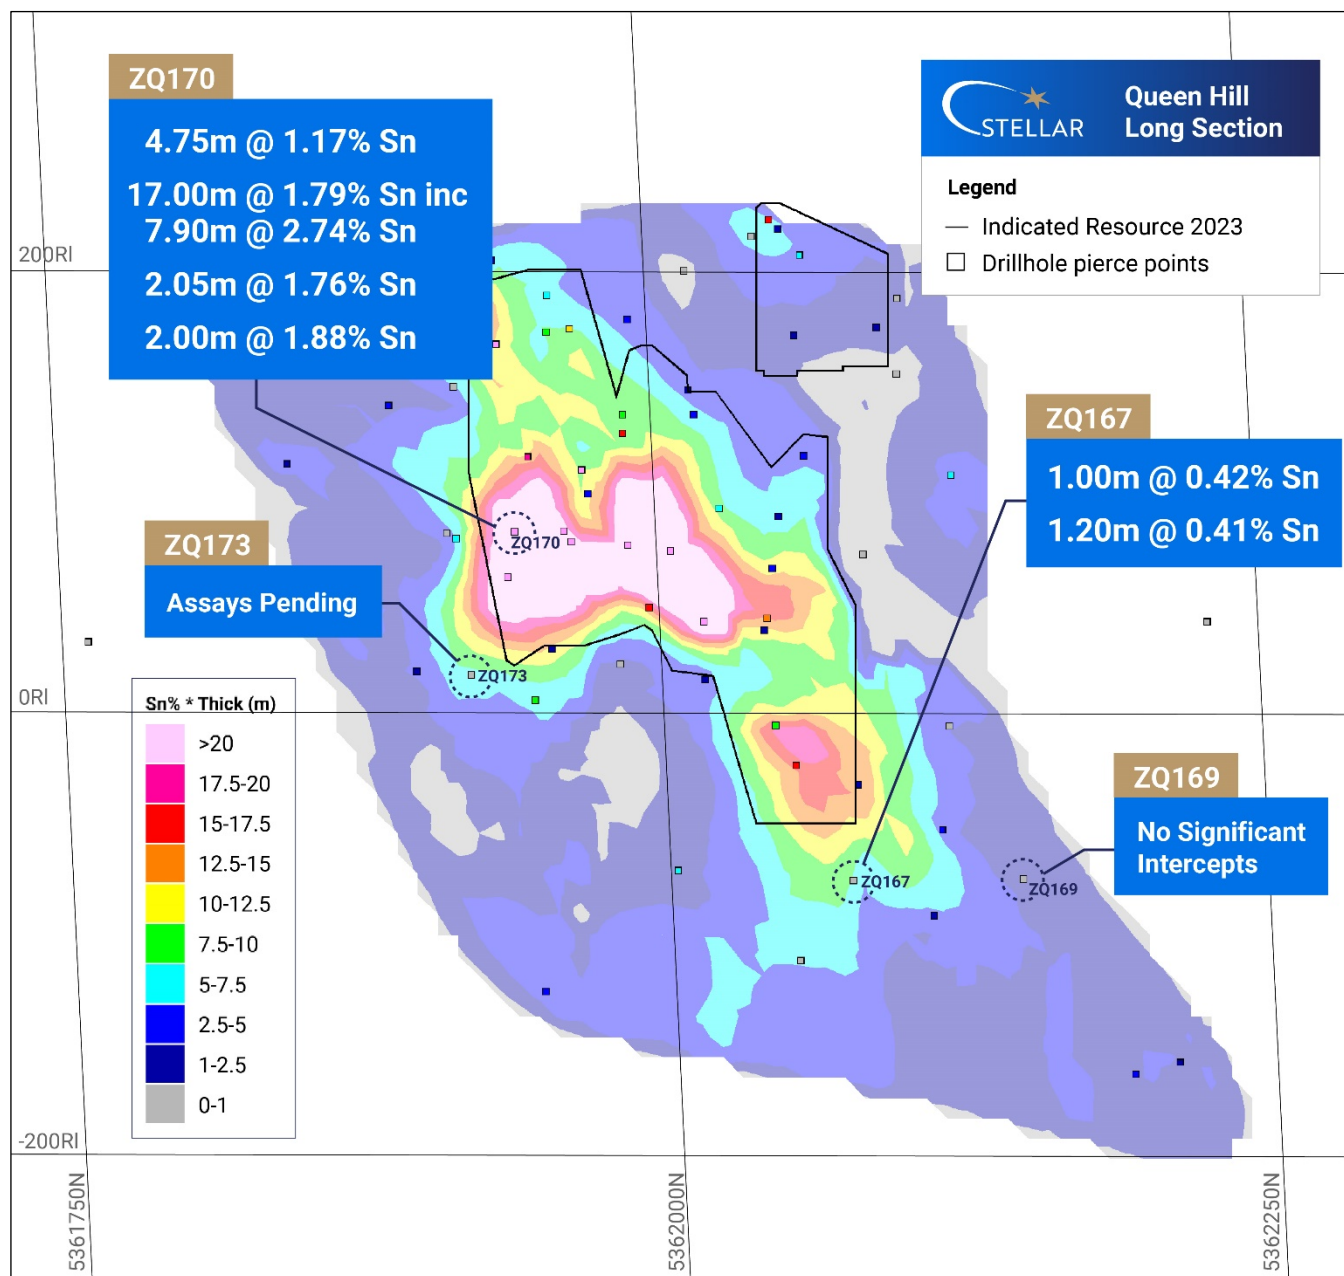 ZQ170
4.75m @ 1.17% Sn
17.00m @ 1.79% Sn inc
7.90m @ 2.74% Sn
2.05m @ 1.76% Sn
2.00m @ 1.88% Sn
STELLAR
Queen Hill
Long Section
Legend
Indicated Resource 2023
Drillhole pierce points
200Rl
ZQ167
1.00m @ 0.42% Sn
1.20m @ 0.41% Sn
ZQ170
ZQ173
Assays Pending
ZQ173
0Rl
Sn% * Thick (m)
>20
17.5-20
15-17.5
12.5-15
10-12.5
7.5-10
5-7.5
2.5-5
1-2.5
0-1
ZQ169
No Significant
Intercepts
ZQ167
ZQ169
-200Rl
5361750N
5362000N
5362250N